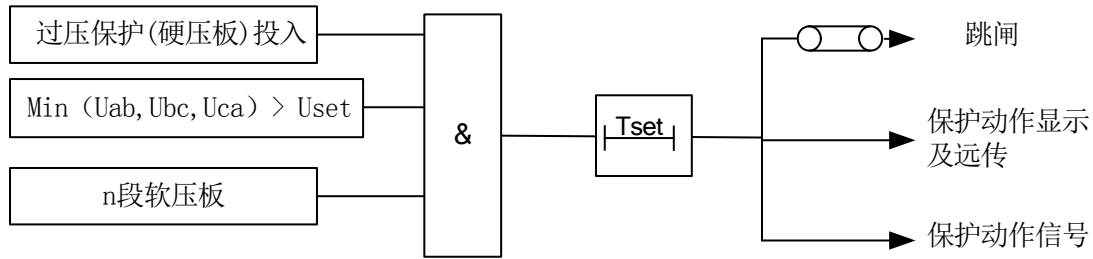 过压保护(硬压板)投入
Min（Uab,Ubc,Uca）> Uset
n段软压板
&
Tset
跳闸
保护动作显示
及远传
保护动作信号